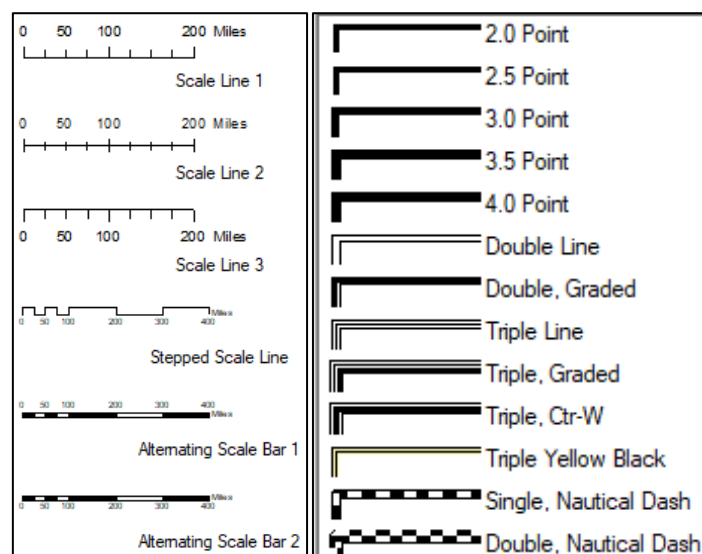 0 50 100 200 Miles
Scale Line 1
0 50 100 200 Miles
Scale Line 2
0 50 100 200 Miles
Scale Line 3
0 50 100 200 300 400 Miles
Stepped Scale Line
0 50 100 200 300 400 Miles
Alternating Scale Bar 1
0 50 100 200 300 400 Miles
Alternating Scale Bar 2
2.0 Point
2.5 Point
3.0 Point
3.5 Point
4.0 Point
Double Line
Double, Graded
Triple Line
Triple, Graded
Triple, Ctr-W
Triple Yellow Black
Single, Nautical Dash
Double, Nautical Dash